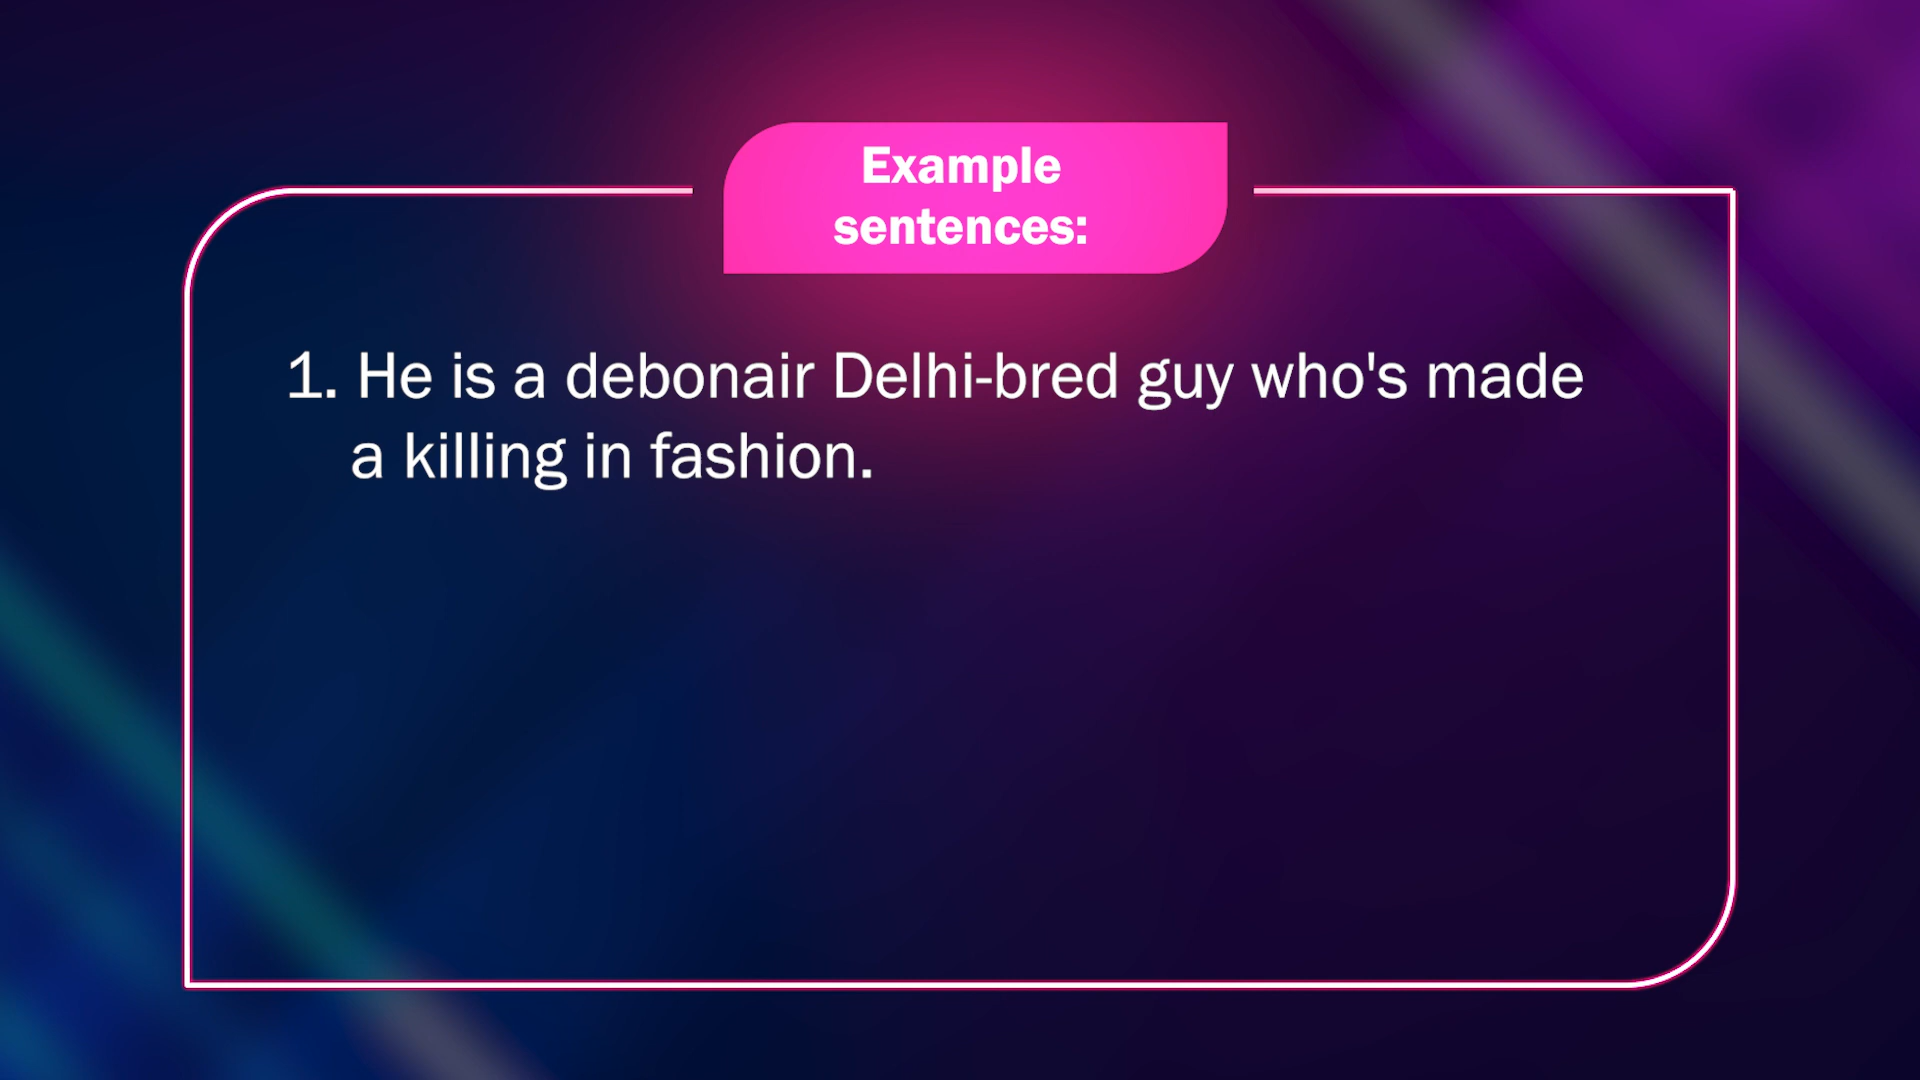 Example
sentences:
1. He is a debonair Delhi-bred guy who's made
a killing in fashion.